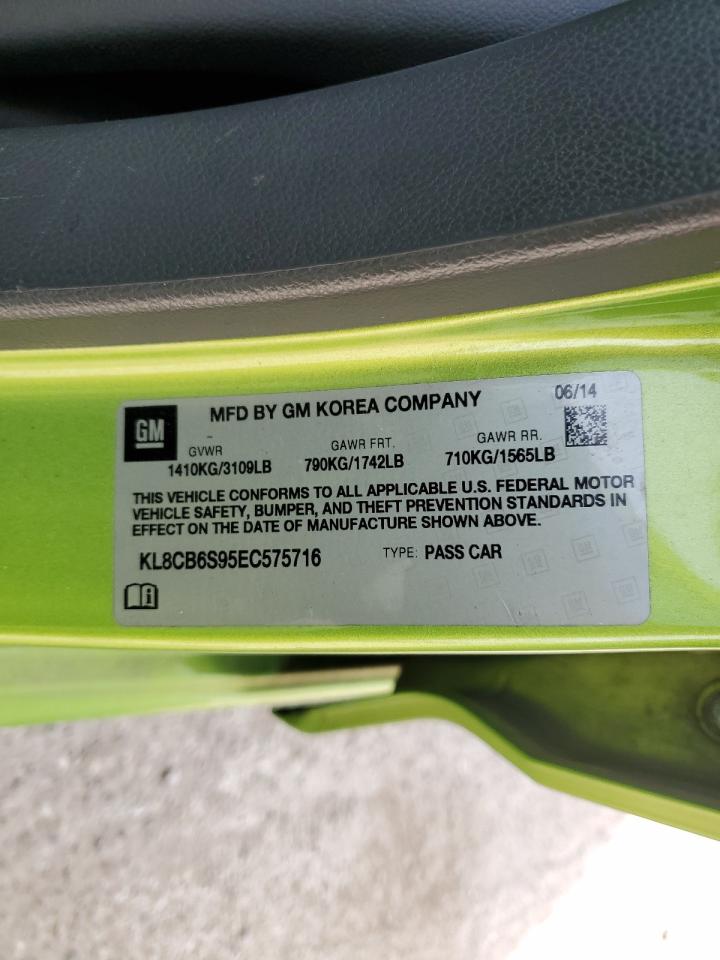 GM
MFD BY GM KOREA COMPANY
06/14
GVWR GAWR FRT. GAWR RR.
1410KG/3109LB 790KG/1742LB 710KG/1565LB
THIS VEHICLE CONFORMS TO ALL APPLICABLE U.S. FEDERAL MOTOR
VEHICLE SAFETY, BUMPER, AND THEFT PREVENTION STANDARDS IN
EFFECT ON THE DATE OF MANUFACTURE SHOWN ABOVE.
KL8CB6S95EC575716 TYPE: PASS CAR